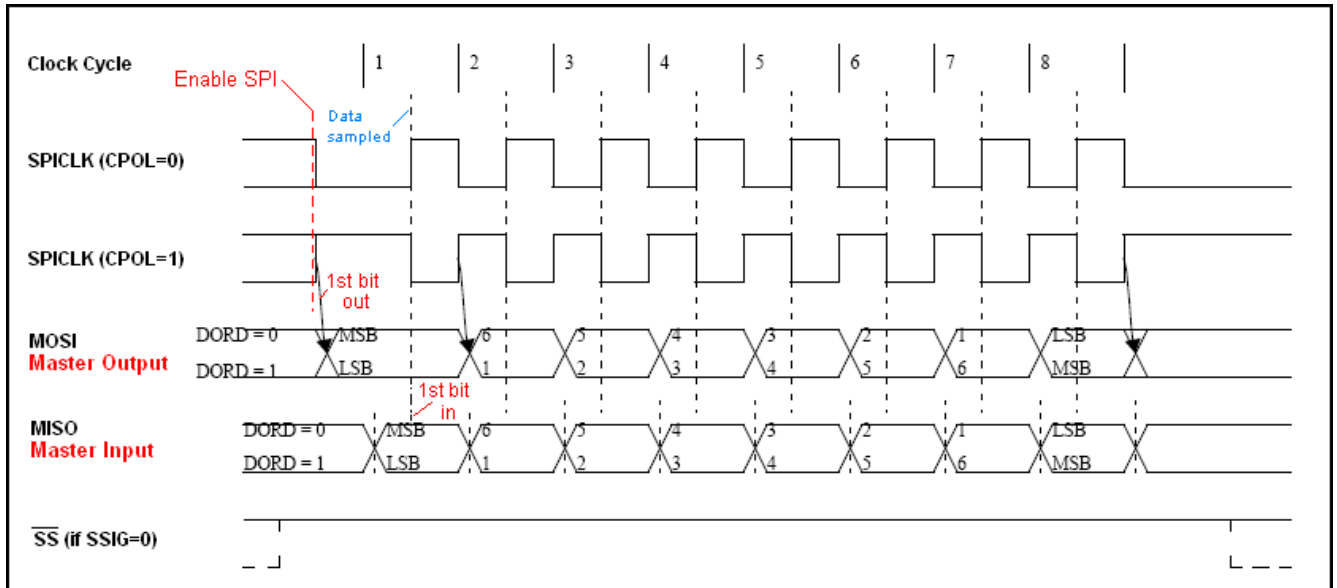 Clock Cycle 1 2 3 4 5 6 7 8
Enable SPI
Data
sampled
SPICLK (CPOL=0)
SPICLK (CPOL=1)
1st bit
out
MOSI
Master Output
DORD = 0 MSB 6 5 4 3 2 1 LSB
DORD = 1 LSB 1 2 3 4 5 6 MSB
1st bit
in
MISO
Master Input
DORD = 0 MSB 6 5 4 3 2 1 LSB
DORD = 1 LSB 1 2 3 4 5 6 MSB
SS (if SSIG=0)